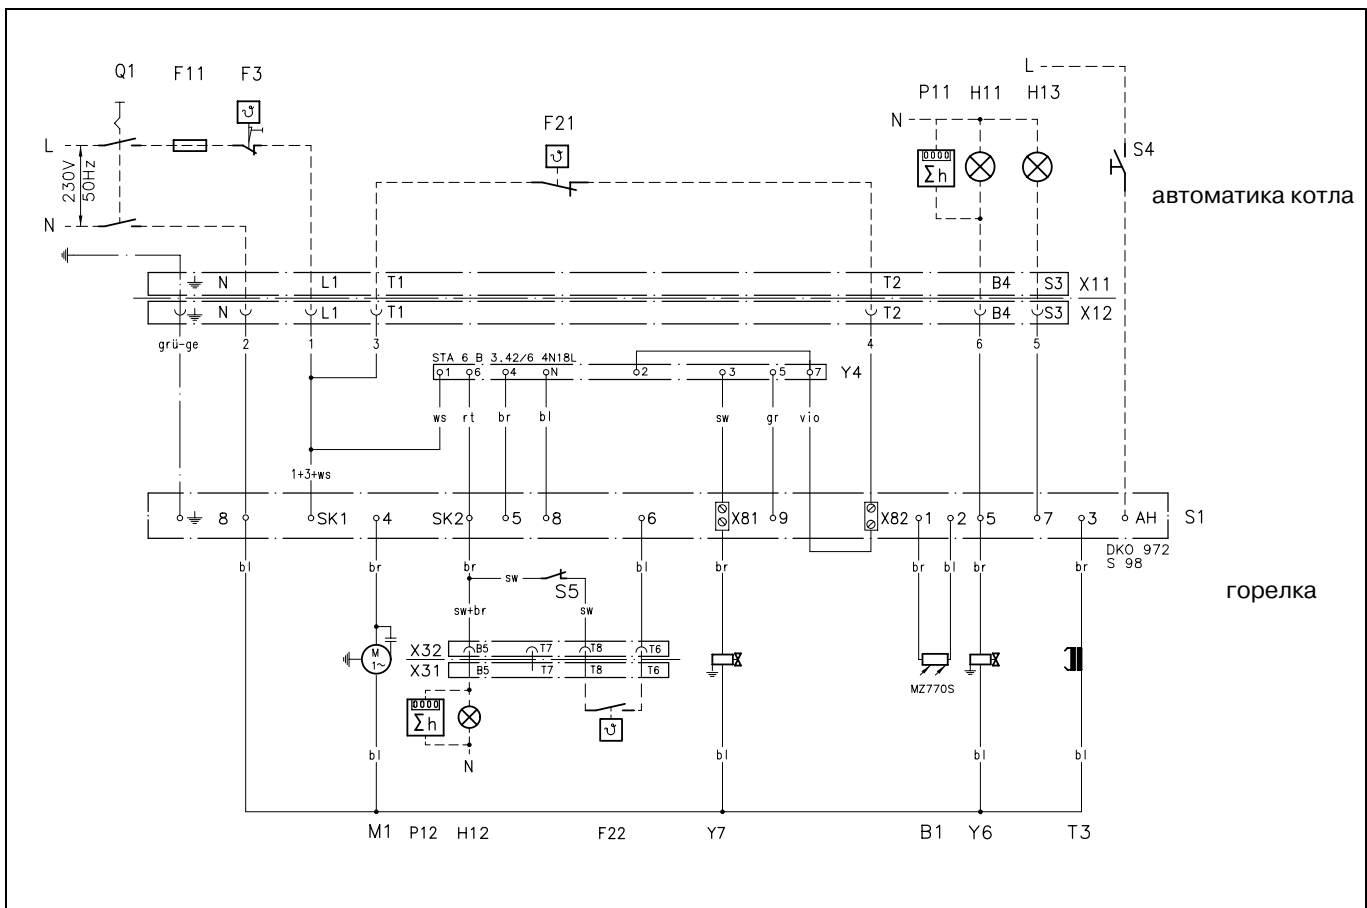 Q1 F11 F3
L
P11 H11 H13
F21
N
L
230V
50Hz
S4
Σh
автоматика котла
N
N L1 T1 T2 B4 S3 X11
N L1 T1 T2 B4 S3 X12
grü-ge 2 1 3 4 6 5
STA 6 B 3.42/6 4N18L
1 6 4 N 2 3 5 7 Y4
ws rt br bl sw gr vio
1+3+ws
8 SK1 4 SK2 5 8 6 X81 9 X82 1 2 5 7 3 AH S1
DKO 972
S 98
bl br br sw bl br br bl br br
S5
горелка
sw+br sw
X32 B5 T7 T8 T6
M
1~
X31 B5 T7 T8 T6
MZ770S
Σh
bl bl bl bl
N
M1 P12 H12 F22 Y7 B1 Y6 T3